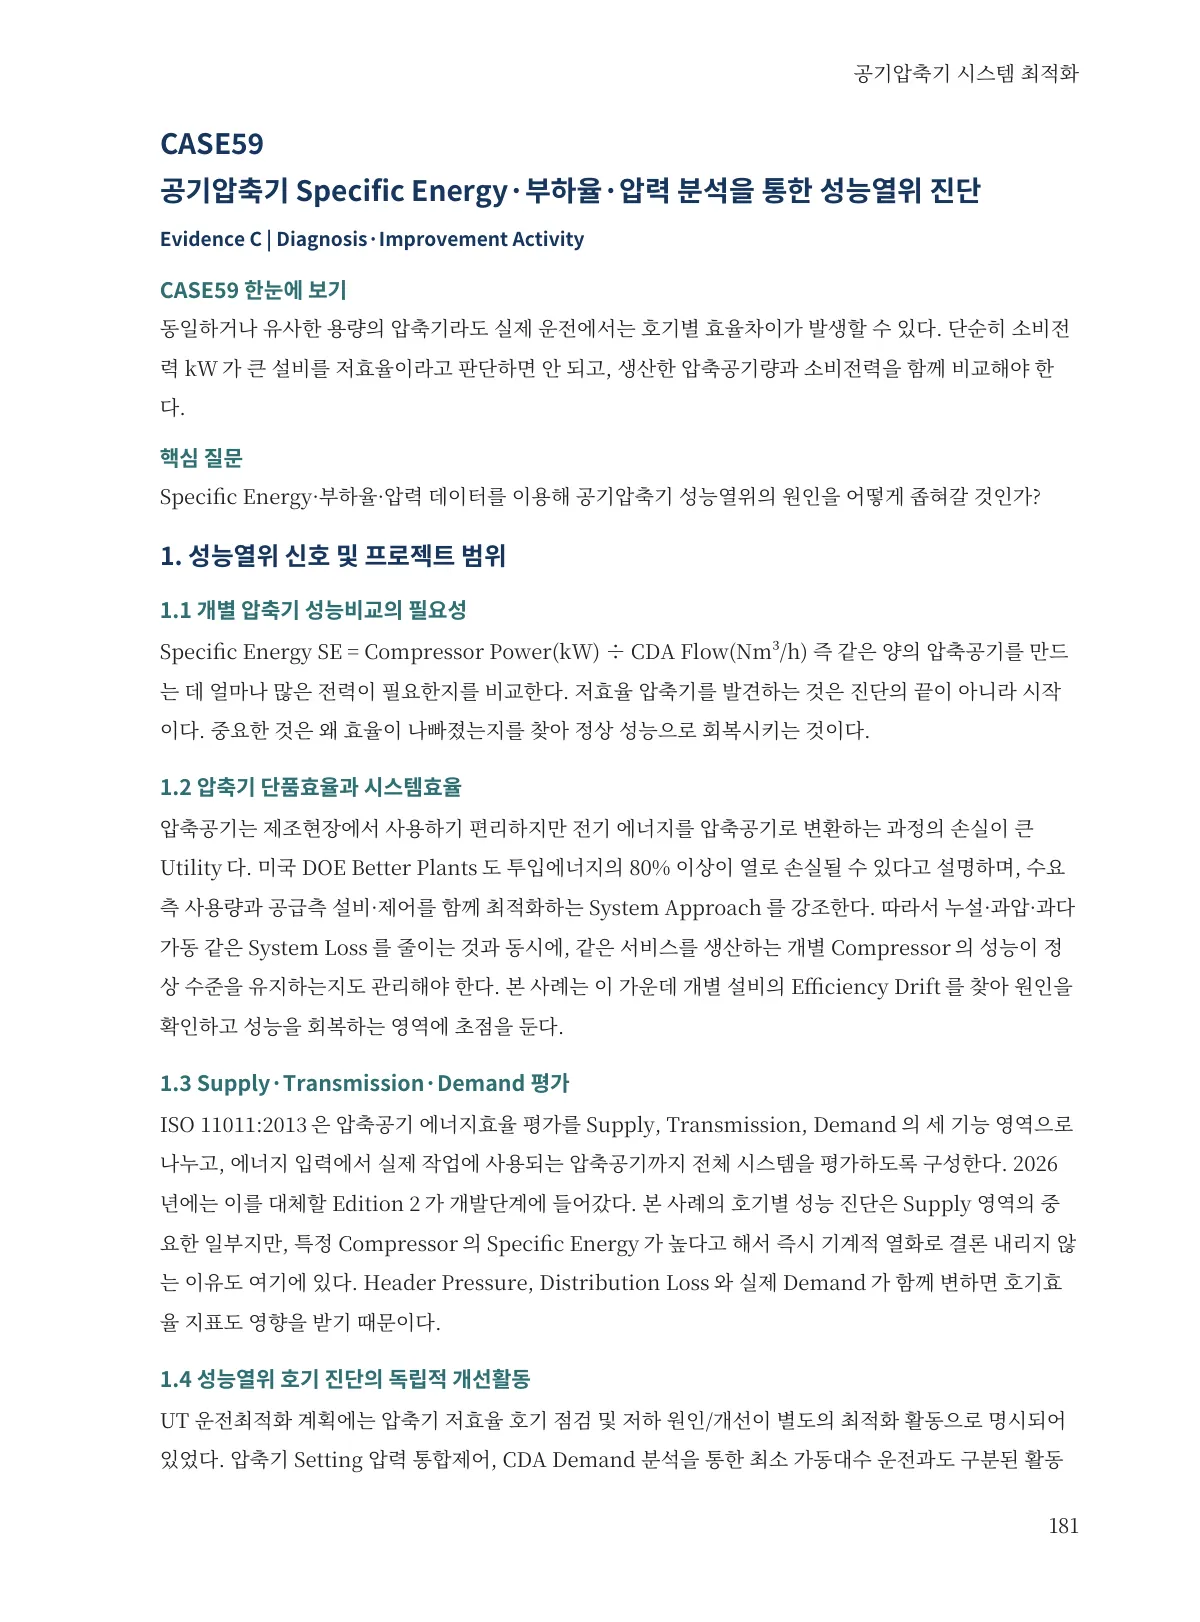 공기압축기 시스템 최적화
CASE59
공기압축기 Specific Energy·부하율·압력 분석을 통한 성능열위 진단
Evidence C | Diagnosis·Improvement Activity
CASE59 한눈에 보기
동일하거나 유사한 용량의 압축기라도 실제 운전에서는 호기별 효율차이가 발생할 수 있다. 단순히 소비전
력 kW 가 큰 설비를 저효율이라고 판단하면 안 되고, 생산한 압축공기량과 소비전력을 함께 비교해야 한
다.
핵심 질문
Specific Energy·부하율·압력 데이터를 이용해 공기압축기 성능열위의 원인을 어떻게 좁혀갈 것인가?
1. 성능열위 신호 및 프로젝트 범위
1.1 개별 압축기 성능비교의 필요성
Specific Energy SE = Compressor Power(kW) ÷ CDA Flow(Nm³/h) 즉 같은 양의 압축공기를 만드
는 데 얼마나 많은 전력이 필요한지를 비교한다. 저효율 압축기를 발견하는 것은 진단의 끝이 아니라 시작
이다. 중요한 것은 왜 효율이 나빠졌는지를 찾아 정상 성능으로 회복시키는 것이다.
1.2 압축기 단품효율과 시스템효율
압축공기는 제조현장에서 사용하기 편리하지만 전기 에너지를 압축공기로 변환하는 과정의 손실이 큰
Utility 다. 미국 DOE Better Plants 도 투입에너지의 80% 이상이 열로 손실될 수 있다고 설명하며, 수요
측 사용량과 공급측 설비·제어를 함께 최적화하는 System Approach 를 강조한다. 따라서 누설·과압·과다
가동 같은 System Loss 를 줄이는 것과 동시에, 같은 서비스를 생산하는 개별 Compressor 의 성능이 정
상 수준을 유지하는지도 관리해야 한다. 본 사례는 이 가운데 개별 설비의 Efficiency Drift 를 찾아 원인을
확인하고 성능을 회복하는 영역에 초점을 둔다.
1.3 Supply·Transmission·Demand 평가
ISO 11011:2013 은 압축공기 에너지효율 평가를 Supply, Transmission, Demand 의 세 기능 영역으로
나누고, 에너지 입력에서 실제 작업에 사용되는 압축공기까지 전체 시스템을 평가하도록 구성한다. 2026
년에는 이를 대체할 Edition 2 가 개발단계에 들어갔다. 본 사례의 호기별 성능 진단은 Supply 영역의 중
요한 일부지만, 특정 Compressor 의 Specific Energy 가 높다고 해서 즉시 기계적 열화로 결론 내리지 않
는 이유도 여기에 있다. Header Pressure, Distribution Loss 와 실제 Demand 가 함께 변하면 호기효
율 지표도 영향을 받기 때문이다.
1.4 성능열위 호기 진단의 독립적 개선활동
UT 운전최적화 계획에는 압축기 저효율 호기 점검 및 저하 원인/개선이 별도의 최적화 활동으로 명시되어
있었다. 압축기 Setting 압력 통합제어, CDA Demand 분석을 통한 최소 가동대수 운전과도 구분된 활동
181